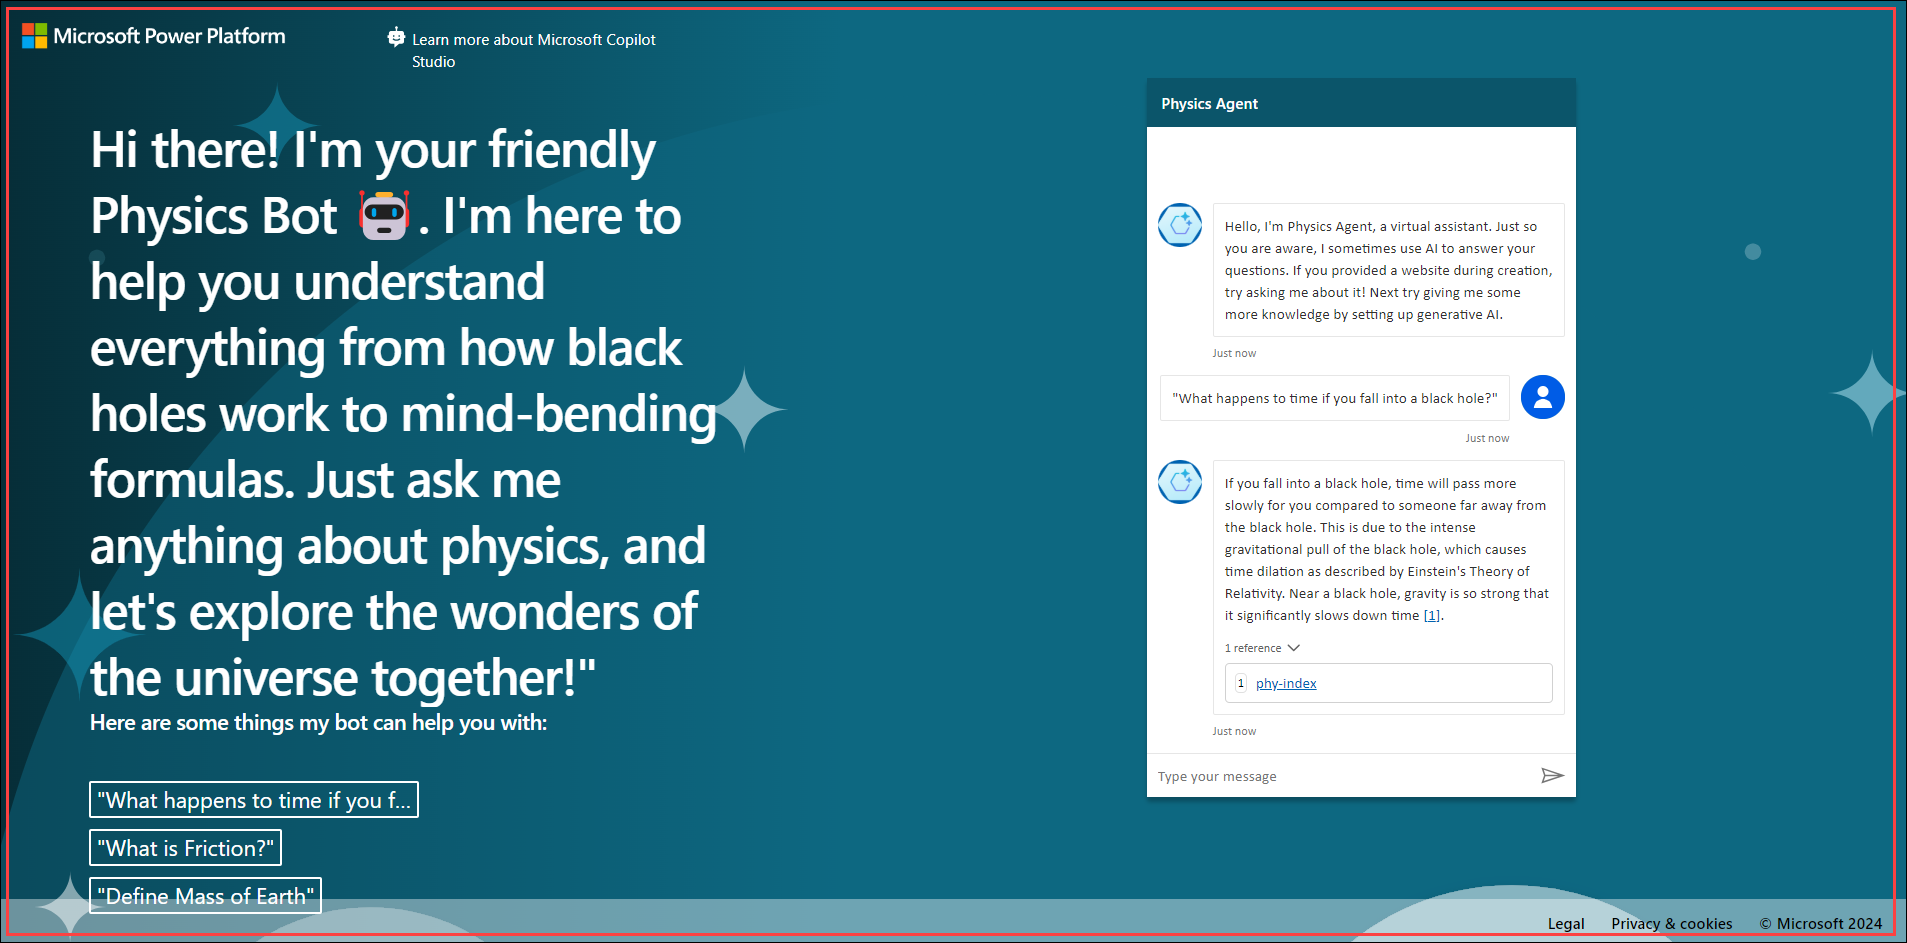 Microsoft Power Platform
Learn more about Microsoft Copilot
Studio
Hi there! I'm your friendly
Physics Bot 🤖. I'm here to
help you understand
everything from how black
holes work to mind-bending
formulas. Just ask me
anything about physics, and
let's explore the wonders of
the universe together!"
Here are some things my bot can help you with:
"What happens to time if you f...
"What is Friction?"
"Define Mass of Earth"
Physics Agent
Hello, I'm Physics Agent, a virtual assistant. Just so
you are aware, I sometimes use AI to answer your
questions. If you provided a website during creation,
try asking me about it! Next try giving me some
more knowledge by setting up generative AI.
Just now
"What happens to time if you fall into a black hole?"
Just now
If you fall into a black hole, time will pass more
slowly for you compared to someone far away from
the black hole. This is due to the intense
gravitational pull of the black hole, which causes
time dilation as described by Einstein's Theory of
Relativity. Near a black hole, gravity is so strong that
it significantly slows down time [1].
1 reference
1 phy-index
Just now
Type your message
Legal Privacy & cookies © Microsoft 2024